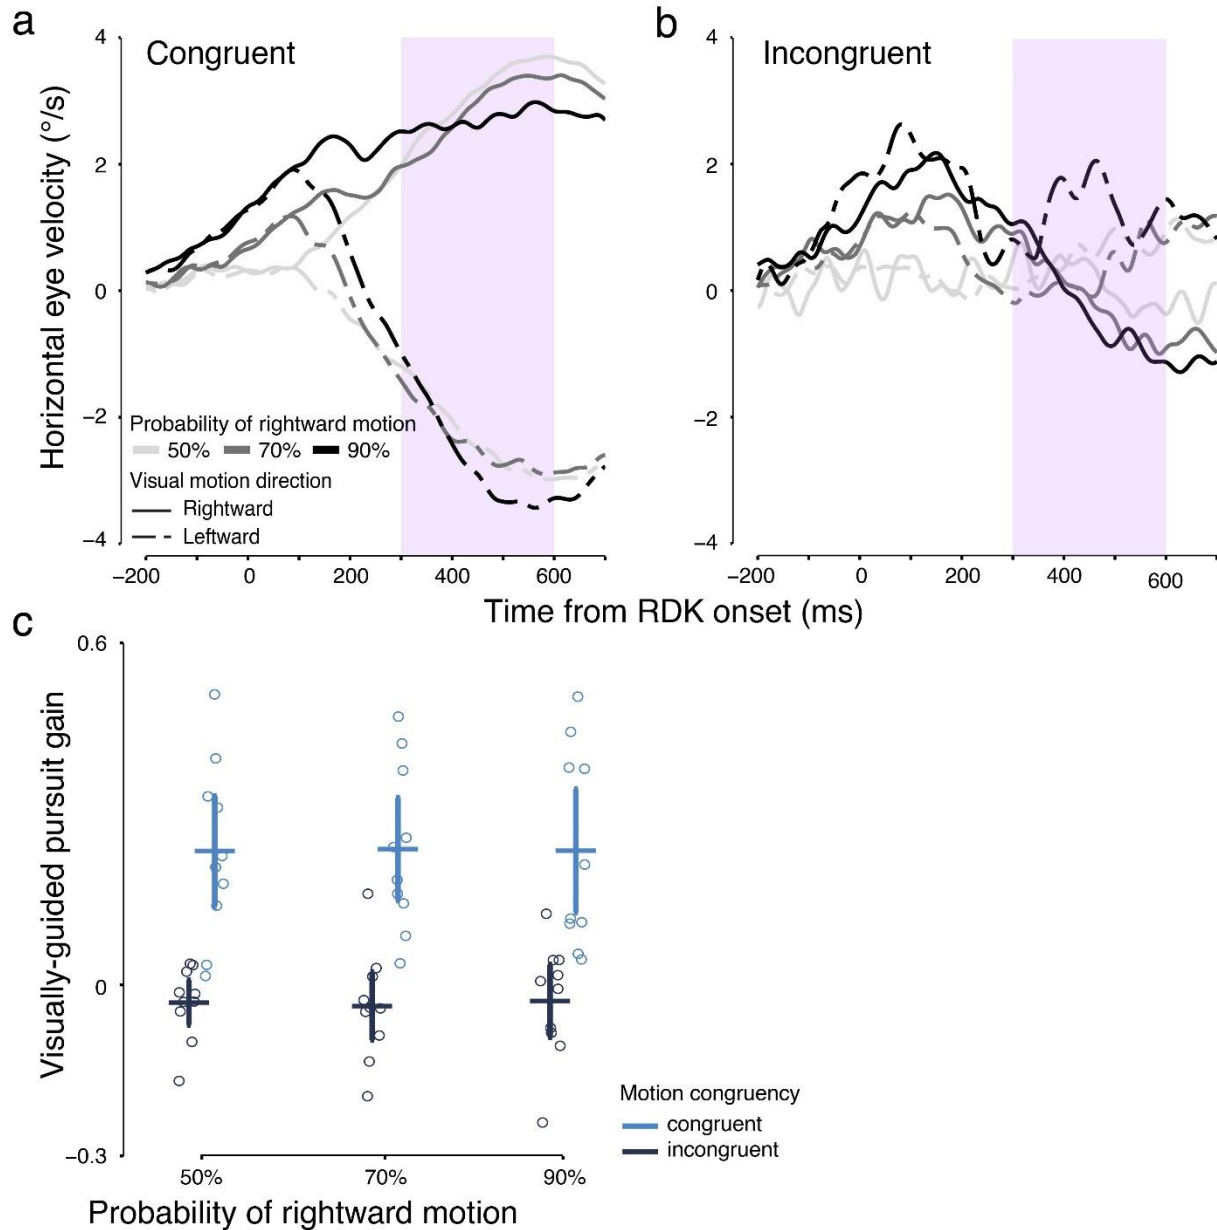 a
b
4
Congruent
2
0
−2
−4
Horizontal eye velocity (°/s)
Probability of rightward motion
50% 70% 90%
Visual motion direction
Rightward
Leftward
−200 0 200 400 600
4
Incongruent
2
0
−2
−4
−200 0 200 400 600
Time from RDK onset (ms)
c
0.6
0
−0.3
Visually-guided pursuit gain
50% 70% 90%
Probability of rightward motion
Motion congruency
congruent
incongruent